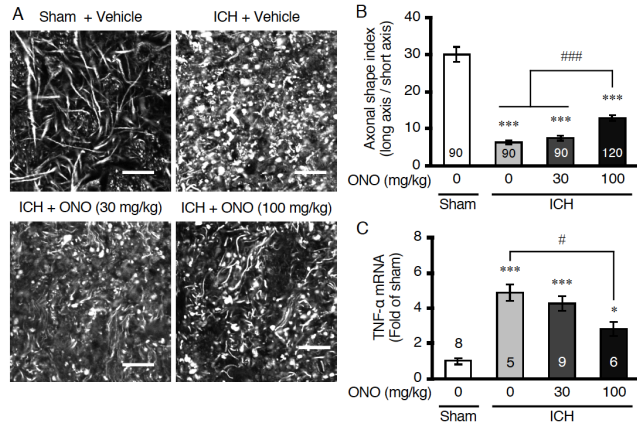 A
Sham + Vehicle
ICH + Vehicle
ICH + ONO (30 mg/kg)
ICH + ONO (100 mg/kg)
B
Axonal shape index
(long axis / short axis)
40
30
20
10
0
###
***
***
***
90
90
90
120
ONO (mg/kg)
0
0
30
100
Sham
ICH
C
TNF-α mRNA
(Fold of sham)
8
6
4
2
0
#
***
***
*
8
5
9
6
ONO (mg/kg)
0
0
30
100
Sham
ICH